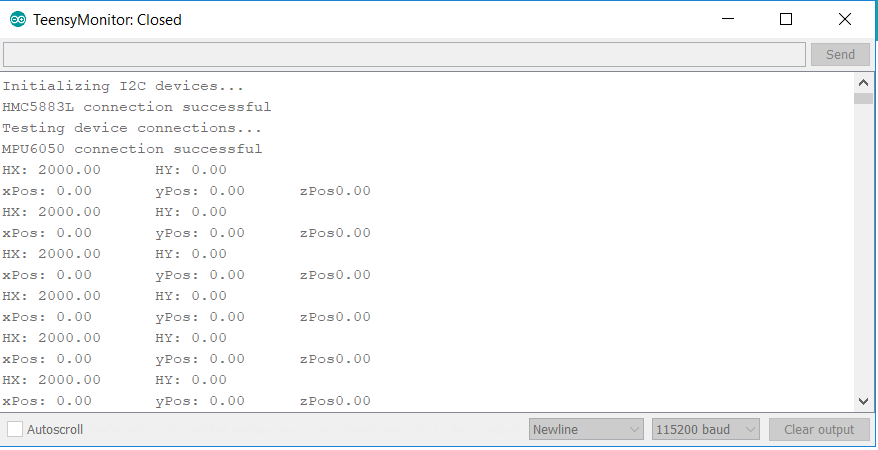 TeensyMonitor: Closed
Send
Initializing I2C devices...
HMC5883L connection successful
Testing device connections...
MPU6050 connection successful
HX: 2000.00 HY: 0.00
xPos: 0.00 yPos: 0.00 zPos0.00
HX: 2000.00 HY: 0.00
xPos: 0.00 yPos: 0.00 zPos0.00
HX: 2000.00 HY: 0.00
xPos: 0.00 yPos: 0.00 zPos0.00
HX: 2000.00 HY: 0.00
xPos: 0.00 yPos: 0.00 zPos0.00
HX: 2000.00 HY: 0.00
xPos: 0.00 yPos: 0.00 zPos0.00
HX: 2000.00 HY: 0.00
xPos: 0.00 yPos: 0.00 zPos0.00
Autoscroll Newline 115200 baud Clear output